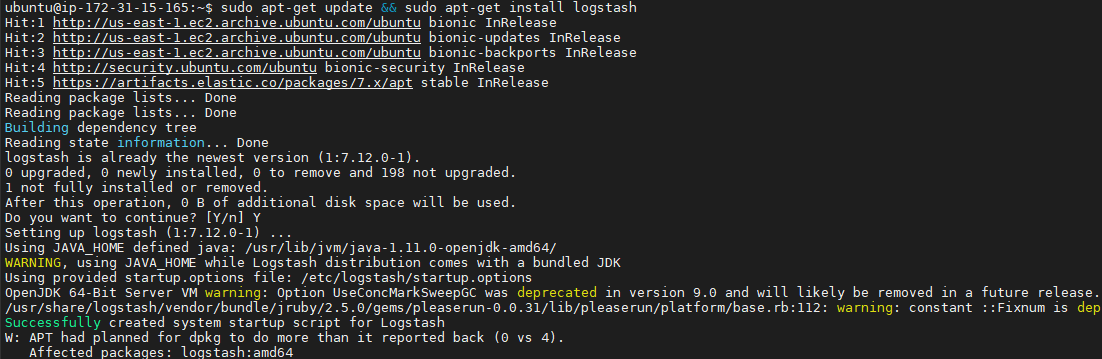 ubuntu@ip-172-31-15-165:~$ sudo apt-get update && sudo apt-get install logstash
Hit:1 http://us-east-1.ec2.archive.ubuntu.com/ubuntu bionic InRelease
Hit:2 http://us-east-1.ec2.archive.ubuntu.com/ubuntu bionic-updates InRelease
Hit:3 http://us-east-1.ec2.archive.ubuntu.com/ubuntu bionic-backports InRelease
Hit:4 http://security.ubuntu.com/ubuntu bionic-security InRelease
Hit:5 https://artifacts.elastic.co/packages/7.x/apt stable InRelease
Reading package lists... Done
Reading package lists... Done
Building dependency tree
Reading state information... Done
logstash is already the newest version (1:7.12.0-1).
0 upgraded, 0 newly installed, 0 to remove and 198 not upgraded.
1 not fully installed or removed.
After this operation, 0 B of additional disk space will be used.
Do you want to continue? [Y/n] Y
Setting up logstash (1:7.12.0-1) ...
Using JAVA_HOME defined java: /usr/lib/jvm/java-1.11.0-openjdk-amd64/
WARNING, using JAVA_HOME while Logstash distribution comes with a bundled JDK
Using provided startup.options file: /etc/logstash/startup.options
OpenJDK 64-Bit Server VM warning: Option UseConcMarkSweepGC was deprecated in version 9.0 and will likely be removed in a future release.
/usr/share/logstash/vendor/bundle/jruby/2.5.0/gems/pleaserun-0.0.31/lib/pleaserun/platform/base.rb:112: warning: constant ::Fixnum is dep
Successfully created system startup script for Logstash
W: APT had planned for dpkg to do more than it reported back (0 vs 4).
Affected packages: logstash:amd64